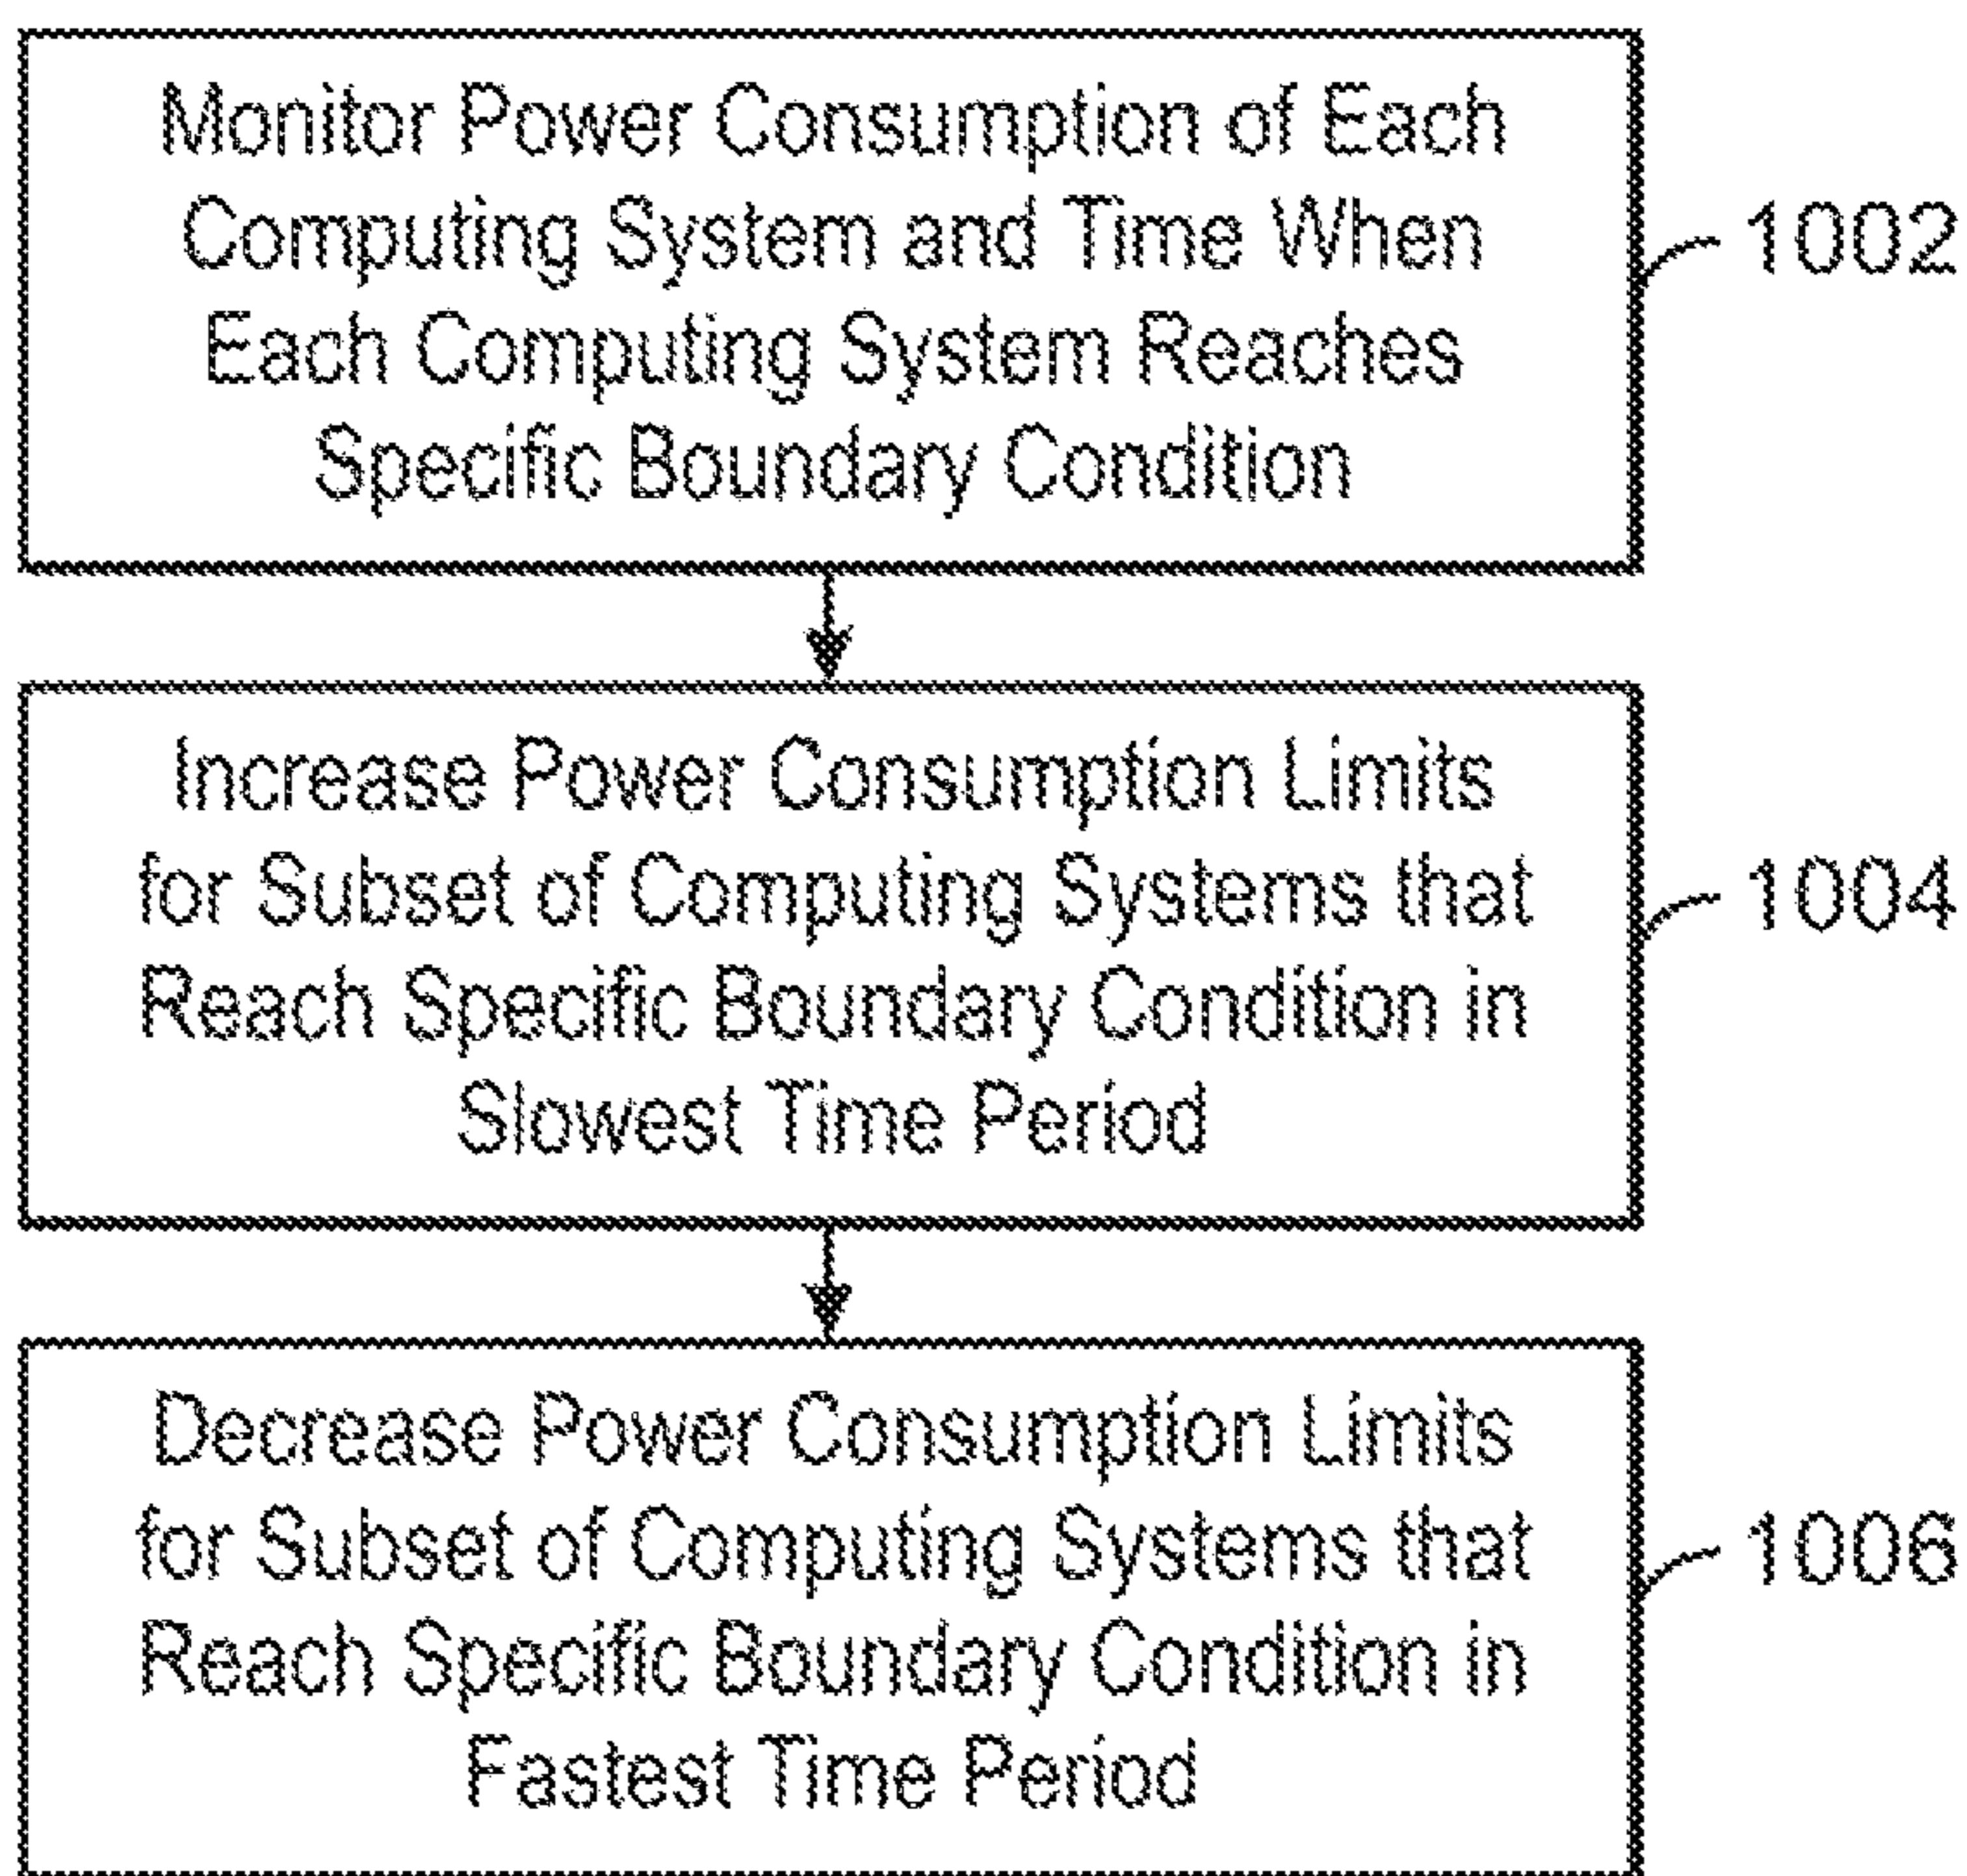 Monitor Power Consumption of Each
Computing System and Time When
Each Computing System Reaches
Specific Boundary Condition
1002
Increase Power Consumption Limits
for Subset of Computing Systems that
Reach Specific Boundary Condition in
Slowest Time Period
1004
Decrease Power Consumption Limits
for Subset of Computing Systems that
Reach Specific Boundary Condition in
Fastest Time Period
1006